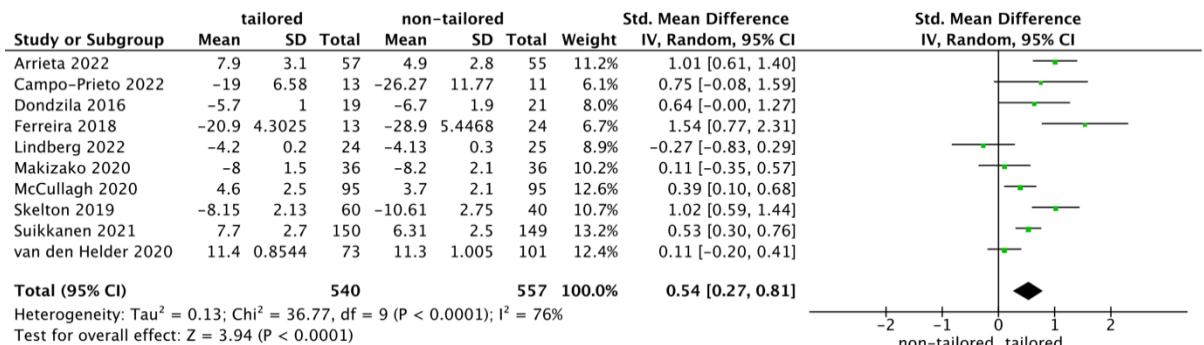 tailored non-tailored Std. Mean Difference Std. Mean Difference
Study or Subgroup Mean SD Total Mean SD Total Weight IV, Random, 95% CI IV, Random, 95% CI
Arrieta 2022 7.9 3.1 57 4.9 2.8 55 11.2% 1.01 [0.61, 1.40]
Campo-Prieto 2022 -19 6.58 13 -26.27 11.77 11 6.1% 0.75 [-0.08, 1.59]
Dondzila 2016 -5.7 1 19 -6.7 1.9 21 8.0% 0.64 [-0.00, 1.27]
Ferreira 2018 -20.9 4.3025 13 -28.9 5.4468 24 6.7% 1.54 [0.77, 2.31]
Lindberg 2022 -4.2 0.2 24 -4.13 0.3 25 8.9% -0.27 [-0.83, 0.29]
Makizako 2020 -8 1.5 36 -8.2 2.1 36 10.2% 0.11 [-0.35, 0.57]
McCullagh 2020 4.6 2.5 95 3.7 2.1 95 12.6% 0.39 [0.10, 0.68]
Skelton 2019 -8.15 2.13 60 -10.61 2.75 40 10.7% 1.02 [0.59, 1.44]
Suikkanen 2021 7.7 2.7 150 6.31 2.5 149 13.2% 0.53 [0.30, 0.76]
van den Helder 2020 11.4 0.8544 73 11.3 1.005 101 12.4% 0.11 [-0.20, 0.41]
Total (95% CI) 540 557 100.0% 0.54 [0.27, 0.81]
Heterogeneity: Tau² = 0.13; Chi² = 36.77, df = 9 (P < 0.0001); I² = 76%
Test for overall effect: Z = 3.94 (P < 0.0001)
-2 -1 0 1 2
non-tailored tailored